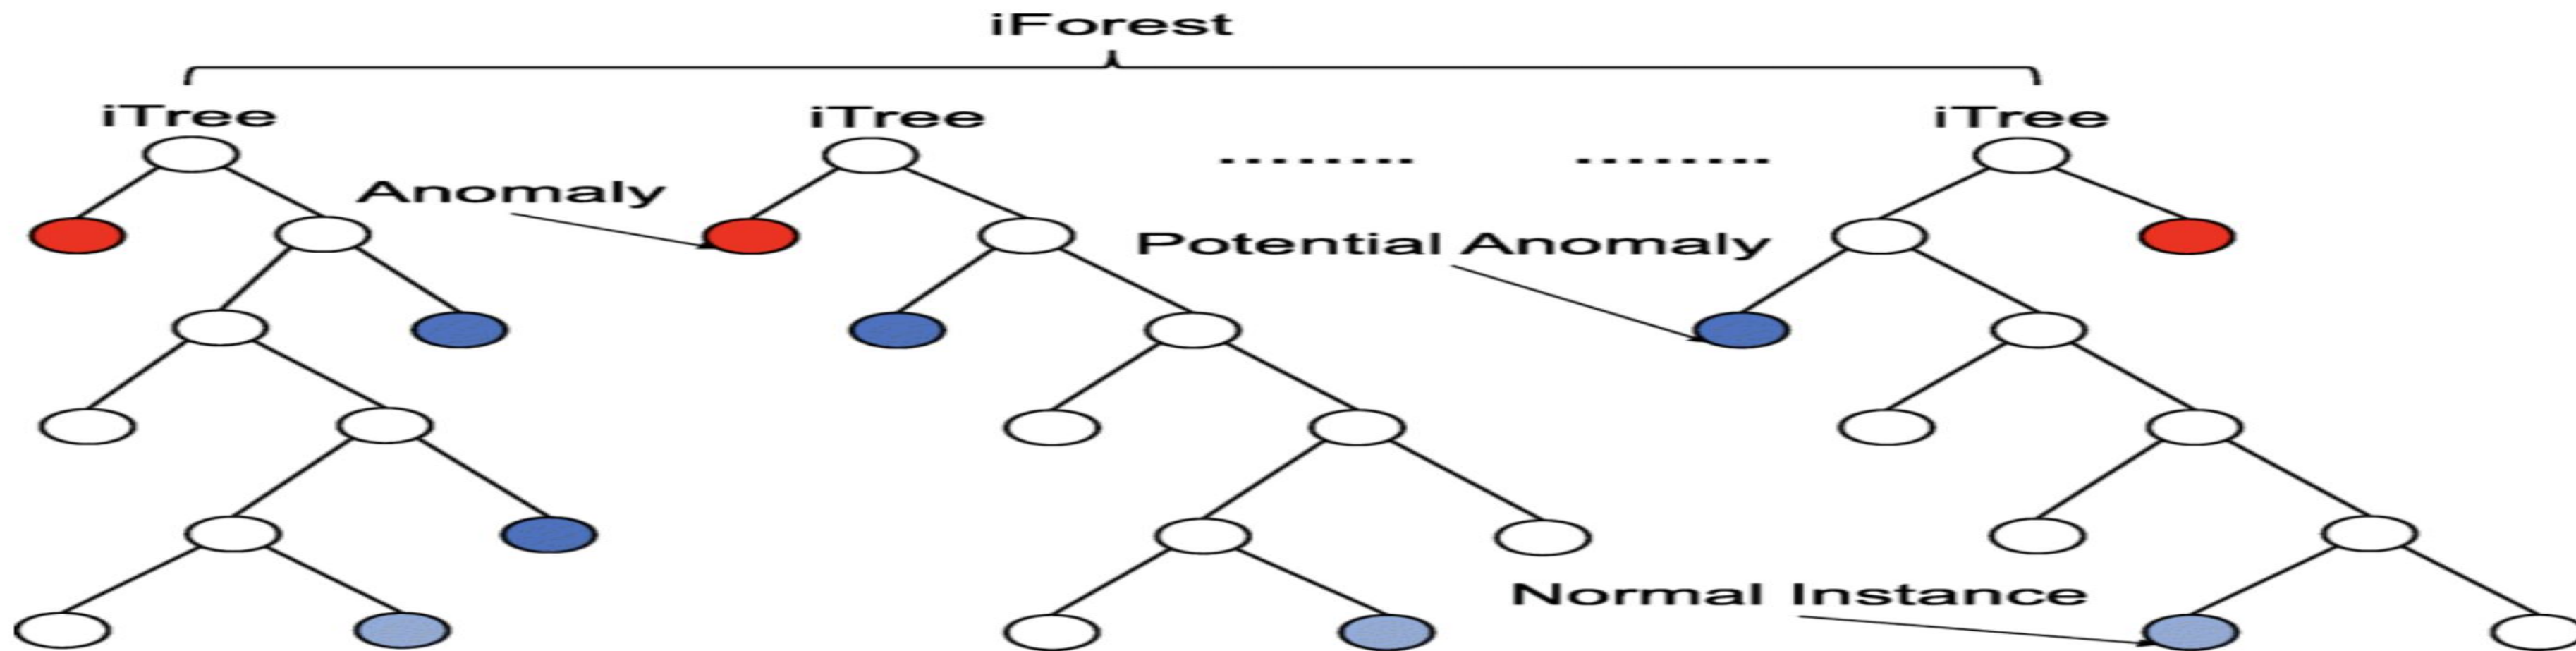 iForest
iTree
iTree
iTree
Anomaly
........ ........
Potential Anomaly
Normal Instance